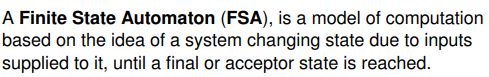 A Finite State Automaton (FSA), is a model of computation
based on the idea of a system changing state due to inputs
supplied to it, until a final or acceptor state is reached.